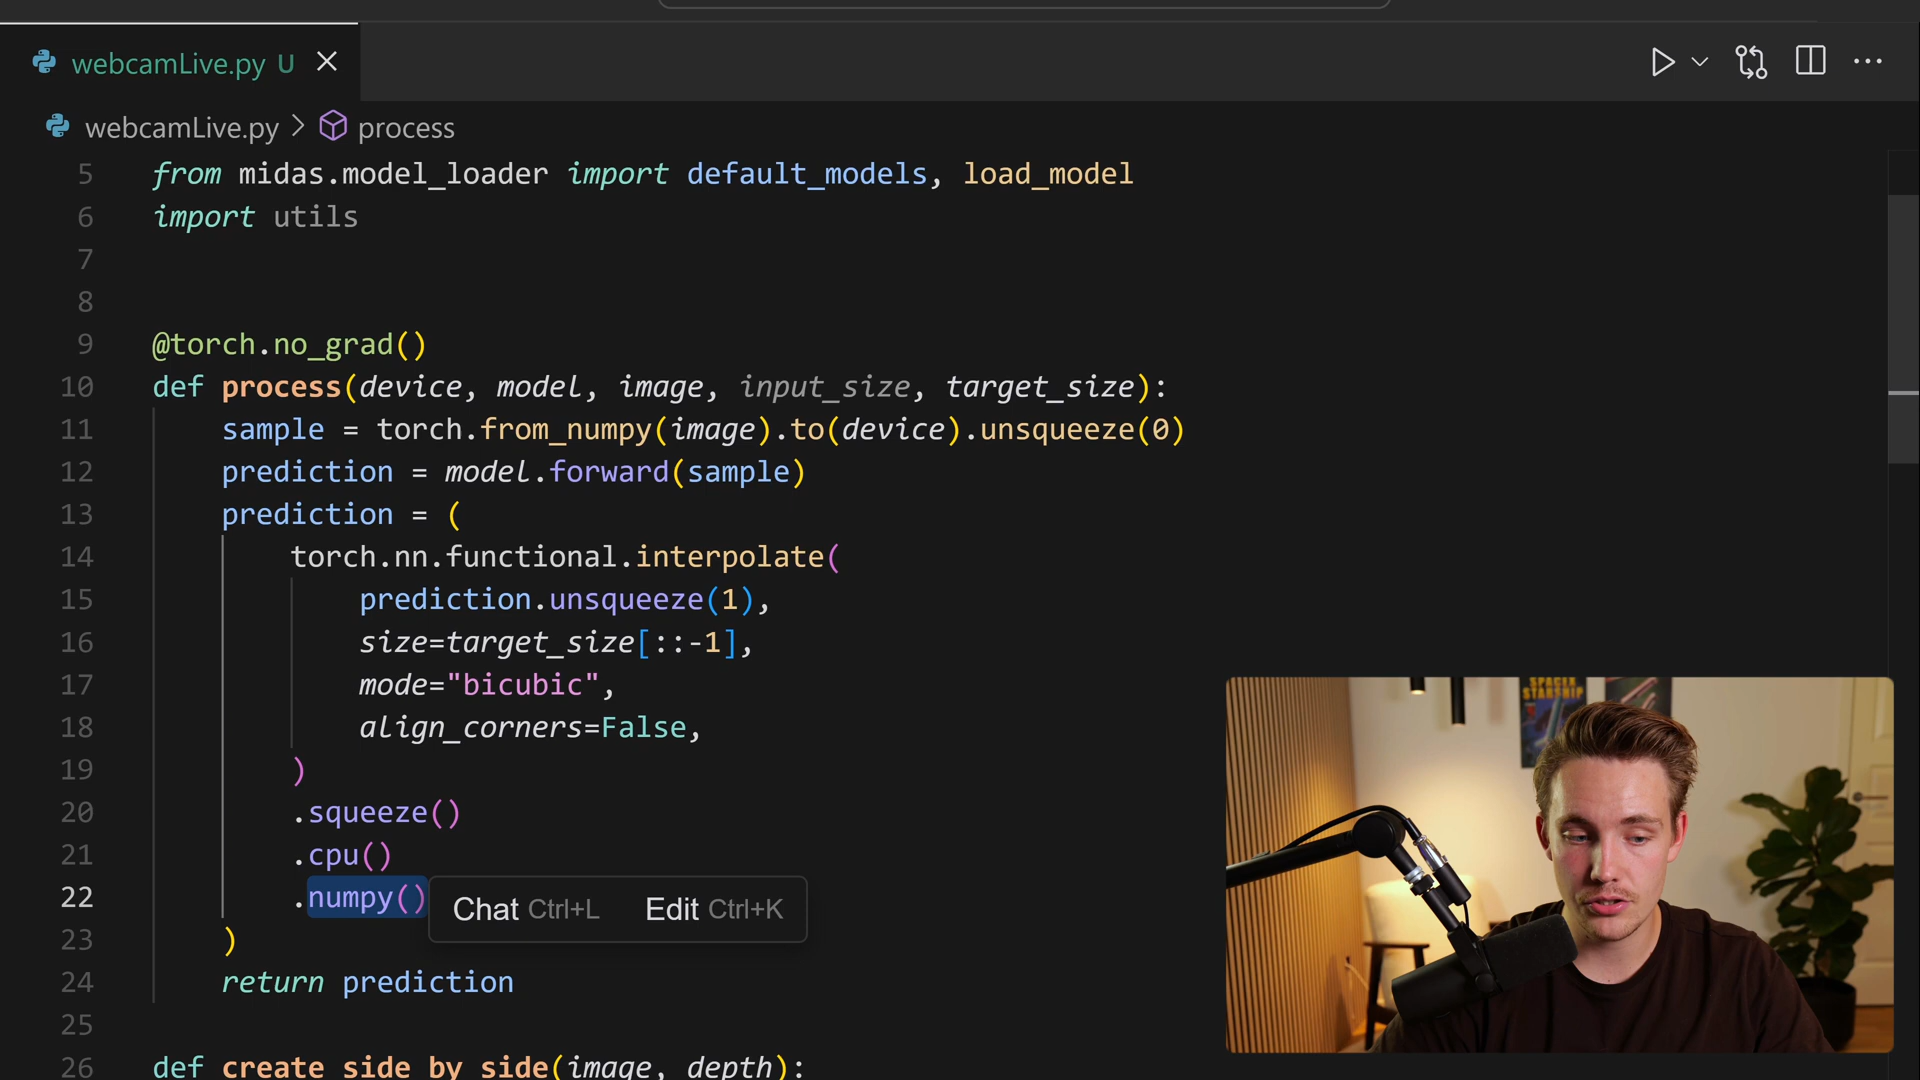 webcamLive.py U
webcamLive.py > process
5 from midas.model_loader import default_models, load_model
6 import utils
7
8
9 @torch.no_grad()
10 def process(device, model, image, input_size, target_size):
11 sample = torch.from_numpy(image).to(device).unsqueeze(0)
12 prediction = model.forward(sample)
13 prediction = (
14 torch.nn.functional.interpolate(
15 prediction.unsqueeze(1),
16 size=target_size[::-1],
17 mode="bicubic",
18 align_corners=False,
19 )
20 .squeeze()
21 .cpu()
22 .numpy()
Chat Ctrl+L Edit Ctrl+K
23 )
24 return prediction
25
26 def create_side_by_side(image, depth):
SPACEX
STARSHIP